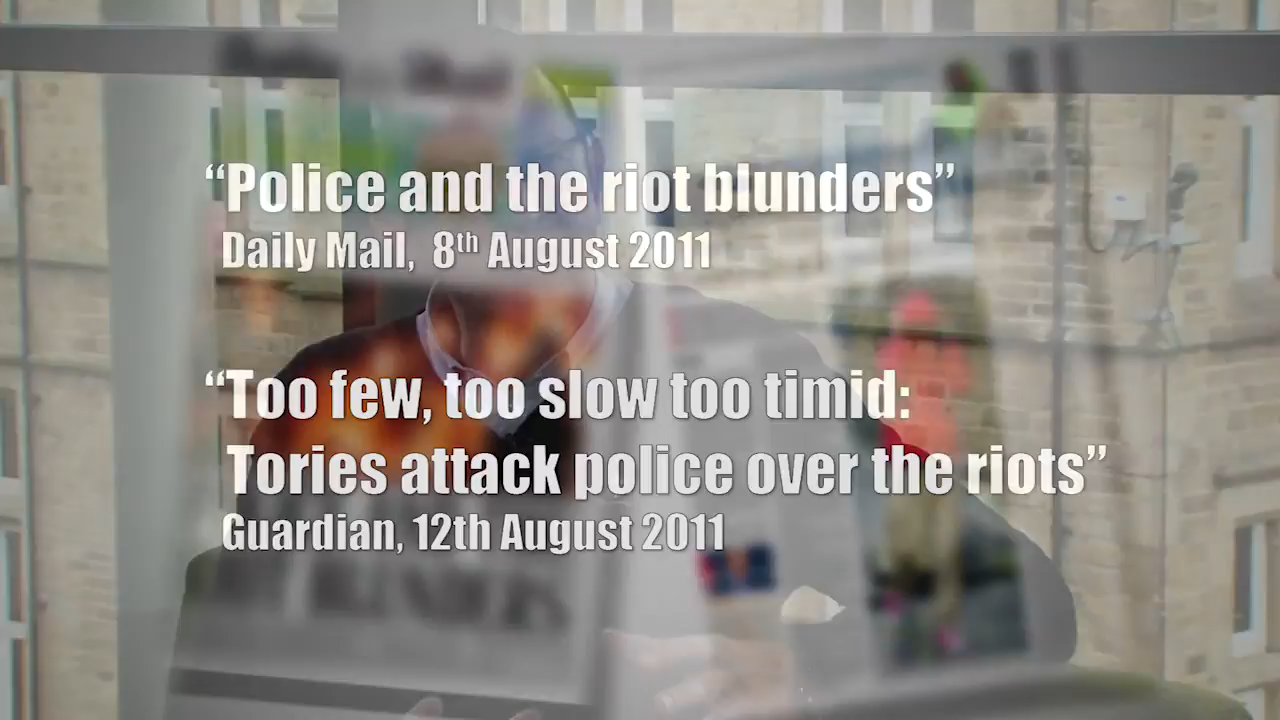 “Police and the riot blunders”
Daily Mail, 8th August 2011
“Too few, too slow too timid:
Tories attack police over the riots”
Guardian, 12th August 2011